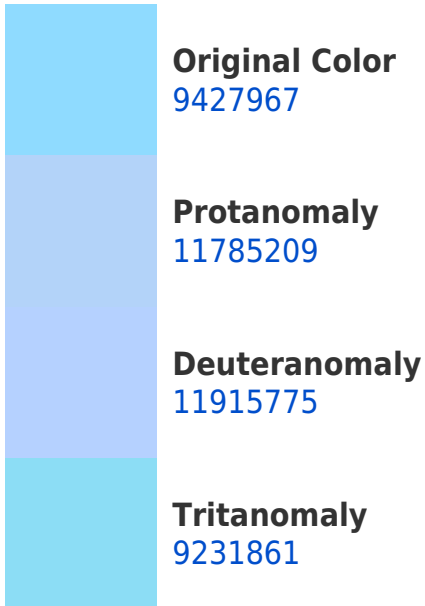 Original Color
9427967
Protanomaly
11785209
Deuteranomaly
11915775
Tritanomaly
9231861